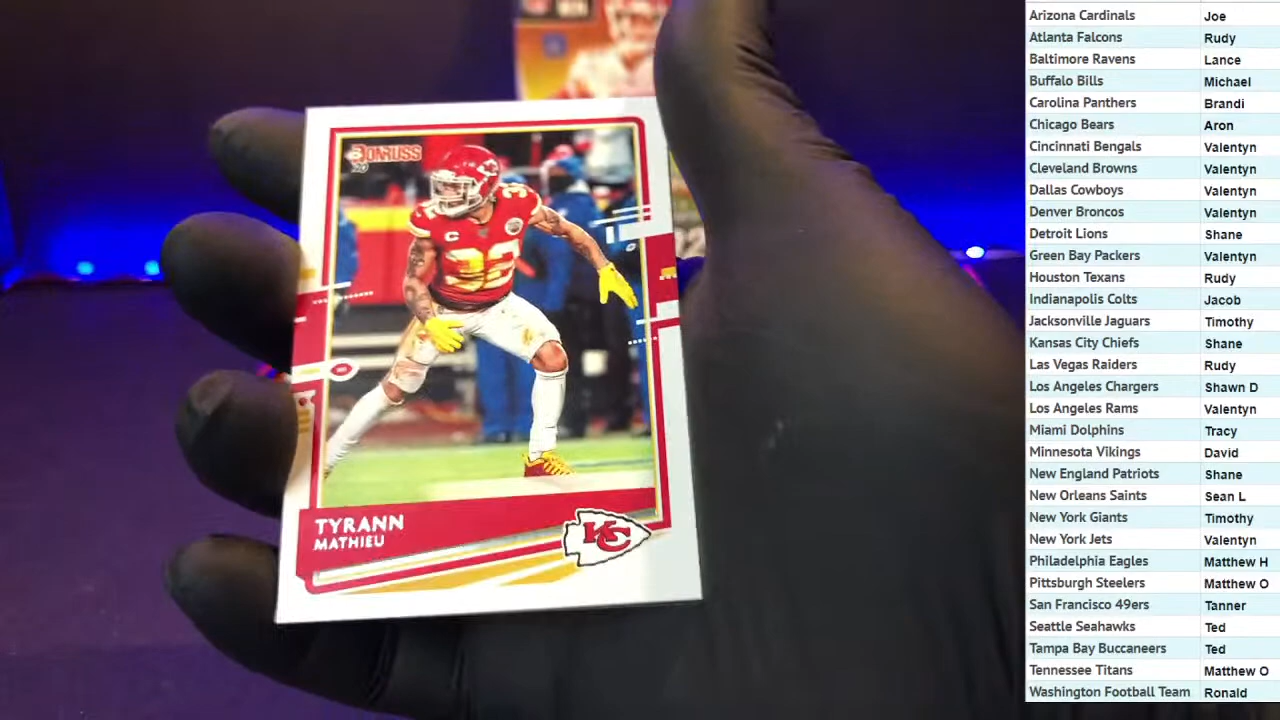 DONRUSS
32
32
C
TYRANN
MATHIEU
KC
Arizona Cardinals Joe
Atlanta Falcons Rudy
Baltimore Ravens Lance
Buffalo Bills Michael
Carolina Panthers Brandi
Chicago Bears Aron
Cincinnati Bengals Valentyn
Cleveland Browns Valentyn
Dallas Cowboys Valentyn
Denver Broncos Valentyn
Detroit Lions Shane
Green Bay Packers Valentyn
Houston Texans Rudy
Indianapolis Colts Jacob
Jacksonville Jaguars Timothy
Kansas City Chiefs Shane
Las Vegas Raiders Rudy
Los Angeles Chargers Shawn D
Los Angeles Rams Valentyn
Miami Dolphins Tracy
Minnesota Vikings David
New England Patriots Shane
New Orleans Saints Sean L
New York Giants Timothy
New York Jets Valentyn
Philadelphia Eagles Matthew H
Pittsburgh Steelers Matthew O
San Francisco 49ers Tanner
Seattle Seahawks Ted
Tampa Bay Buccaneers Ted
Tennessee Titans Matthew O
Washington Football Team Ronald